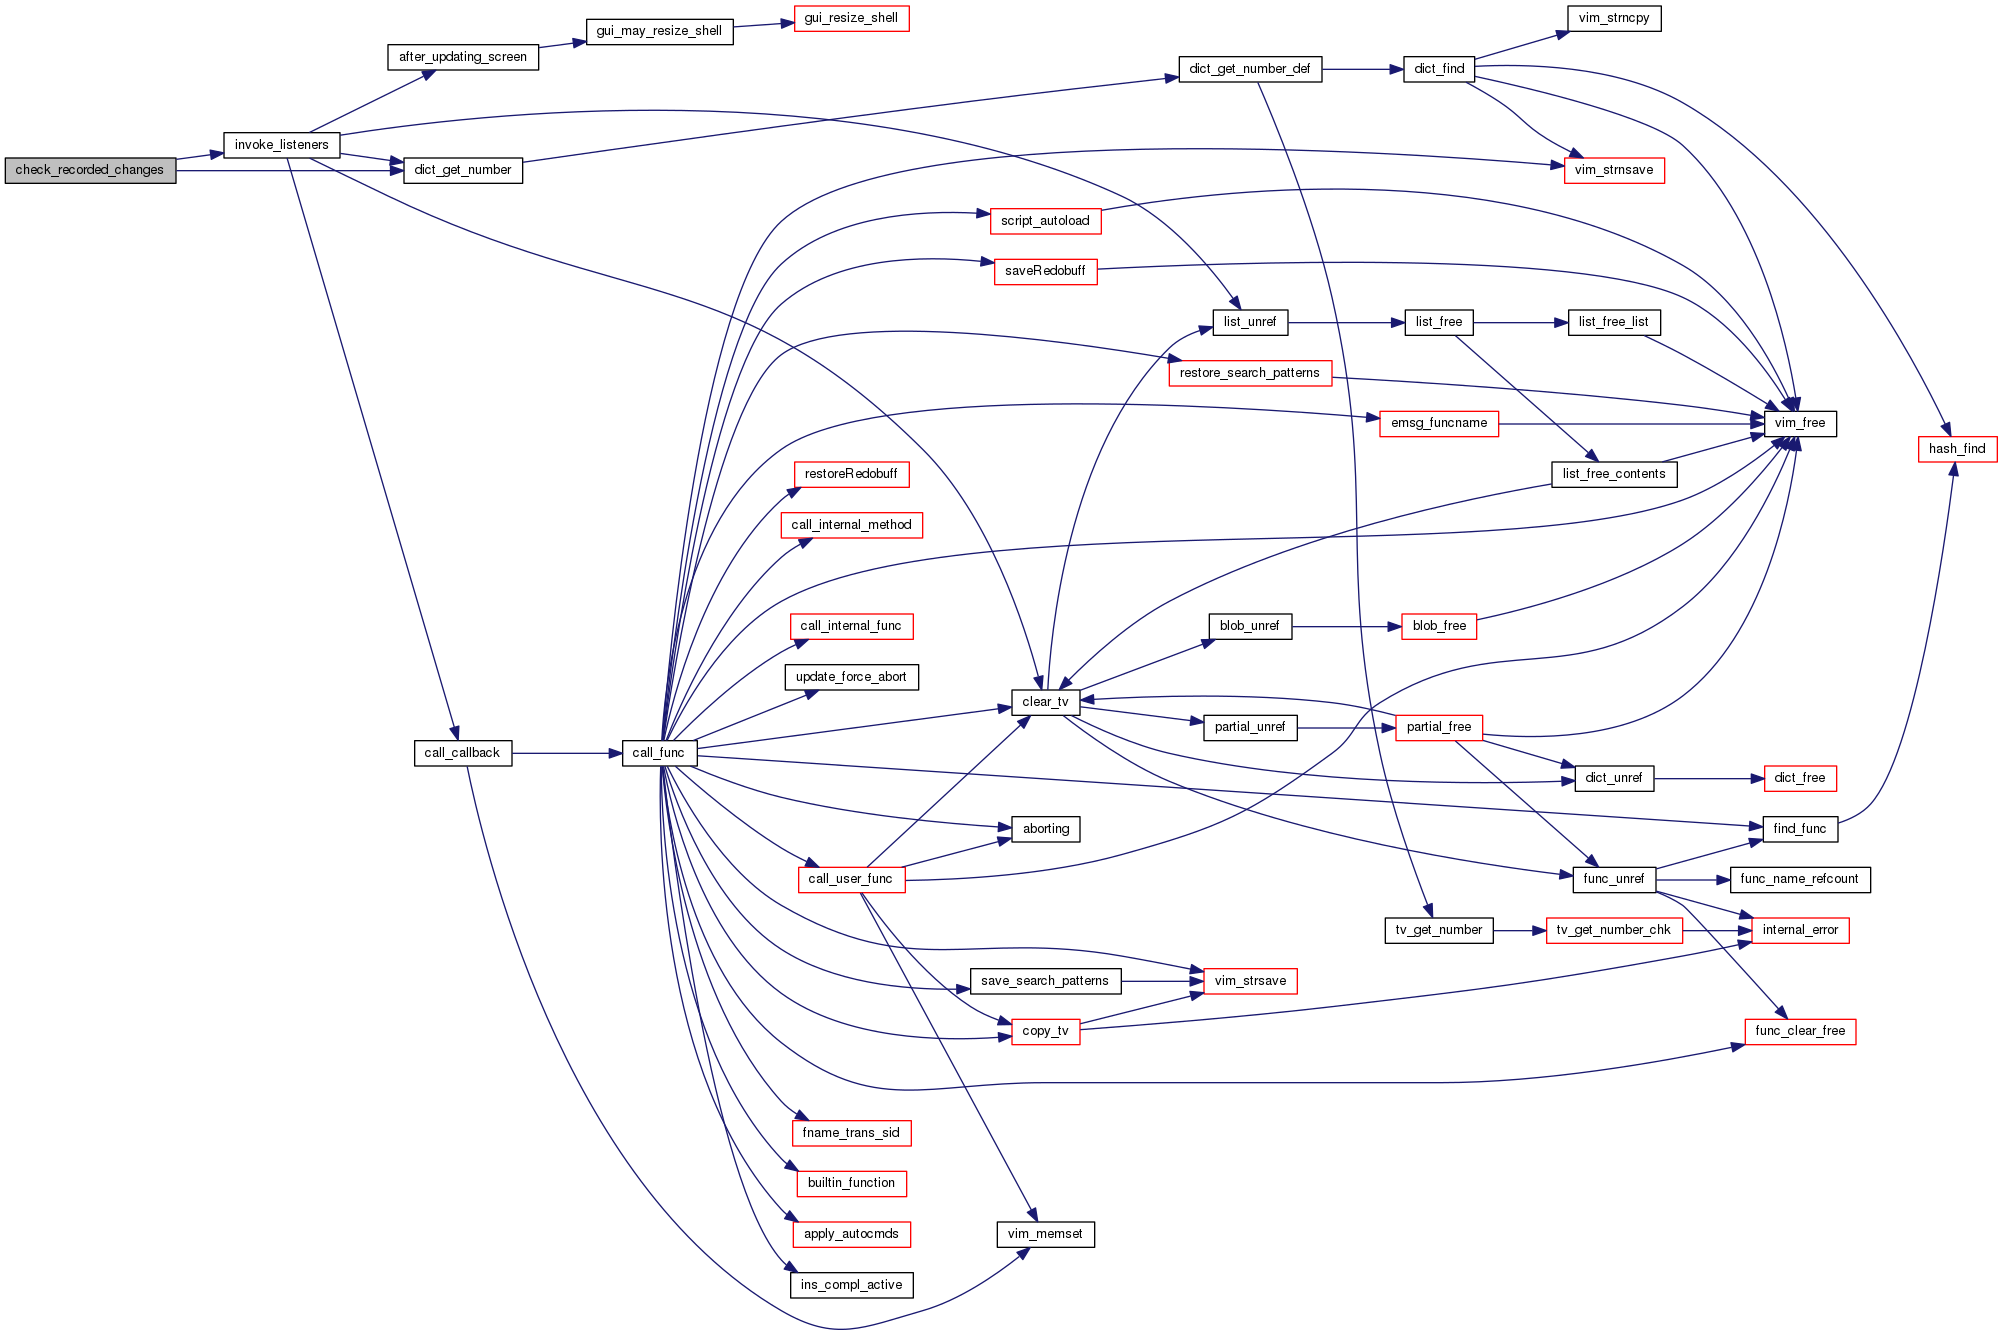 gui_resize_shell
vim_strncpy
gui_may_resize_shell
after_updating_screen
dict_get_number_def
dict_find
invoke_listeners
check_recorded_changes
dict_get_number
vim_strnsave
script_autoload
saveRedobuff
list_unref
list_free
list_free_list
restore_search_patterns
emsg_funcname
vim_free
hash_find
restoreRedobuff
list_free_contents
call_internal_method
call_internal_func
blob_unref
blob_free
update_force_abort
clear_tv
partial_unref
partial_free
call_callback
call_func
dict_unref
dict_free
aborting
find_func
call_user_func
func_unref
func_name_refcount
tv_get_number
tv_get_number_chk
internal_error
save_search_patterns
vim_strsave
copy_tv
func_clear_free
fname_trans_sid
builtin_function
apply_autocmds
vim_memset
ins_compl_active